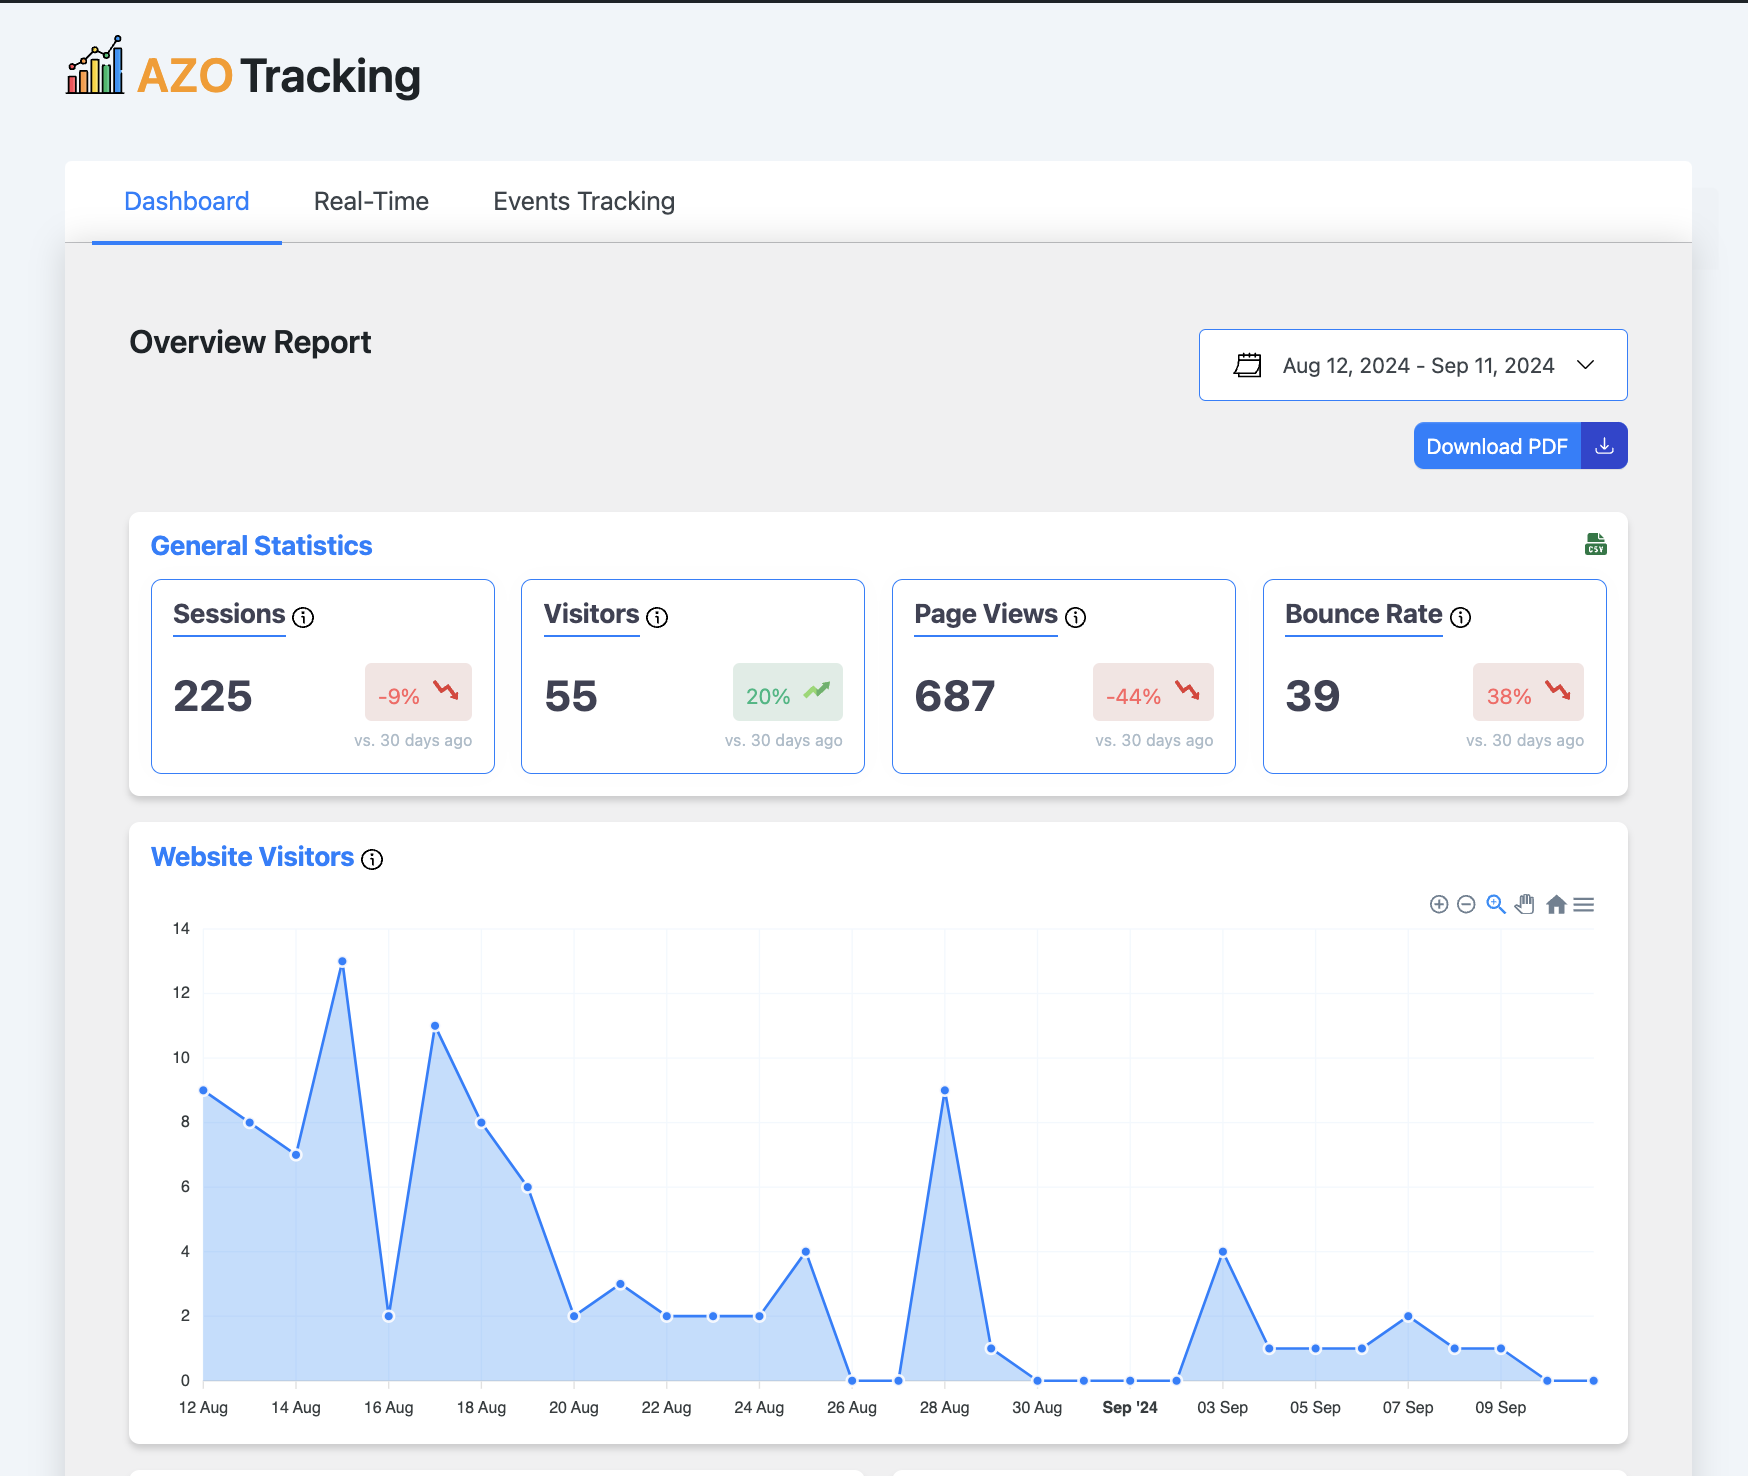 AZO Tracking
Dashboard
Real-Time
Events Tracking
Overview Report
Aug 12, 2024 - Sep 11, 2024
Download PDF
General Statistics
CSV
Sessions
225
-9%
vs. 30 days ago
Visitors
55
20%
vs. 30 days ago
Page Views
687
-44%
vs. 30 days ago
Bounce Rate
39
38%
vs. 30 days ago
Website Visitors
14
12
10
8
6
4
2
0
12 Aug
14 Aug
16 Aug
18 Aug
20 Aug
22 Aug
24 Aug
26 Aug
28 Aug
30 Aug
Sep '24
03 Sep
05 Sep
07 Sep
09 Sep